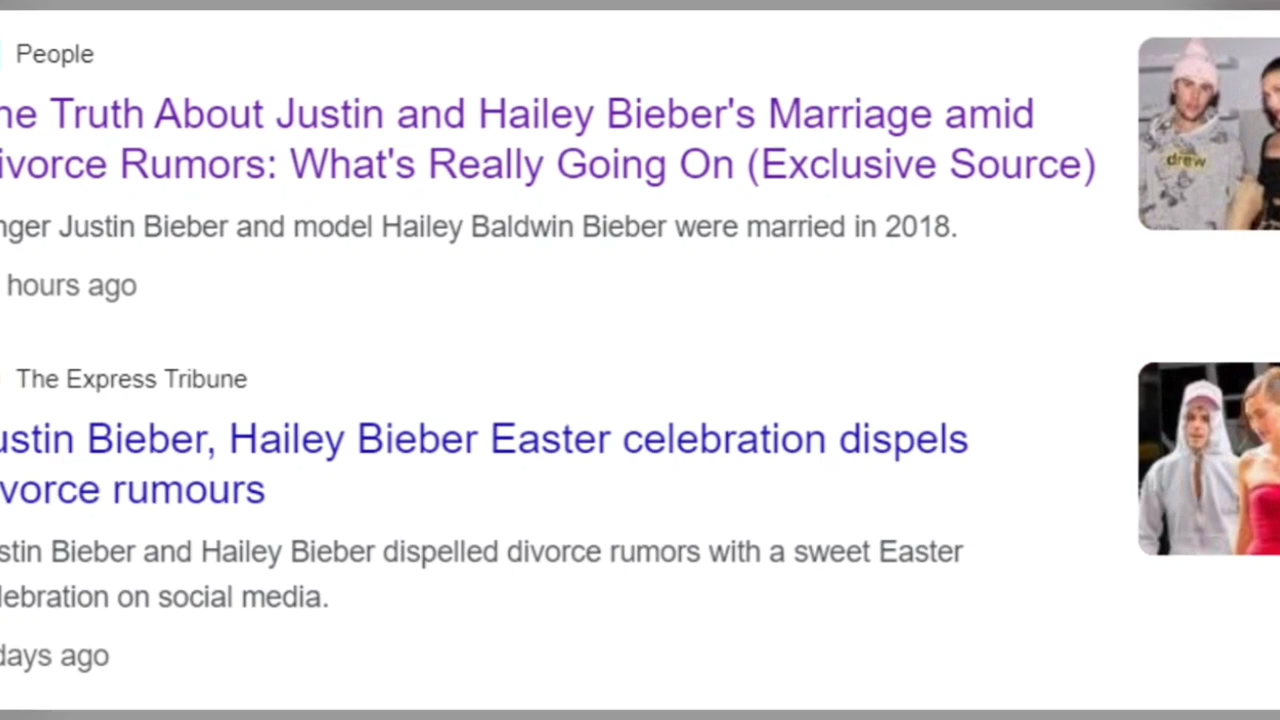 People
ne Truth About Justin and Hailey Bieber's Marriage amid
ivorce Rumors: What's Really Going On (Exclusive Source)
nger Justin Bieber and model Hailey Baldwin Bieber were married in 2018.
hours ago
The Express Tribune
ustin Bieber, Hailey Bieber Easter celebration dispels
vorce rumours
stin Bieber and Hailey Bieber dispelled divorce rumors with a sweet Easter
lebration on social media.
days ago
drew